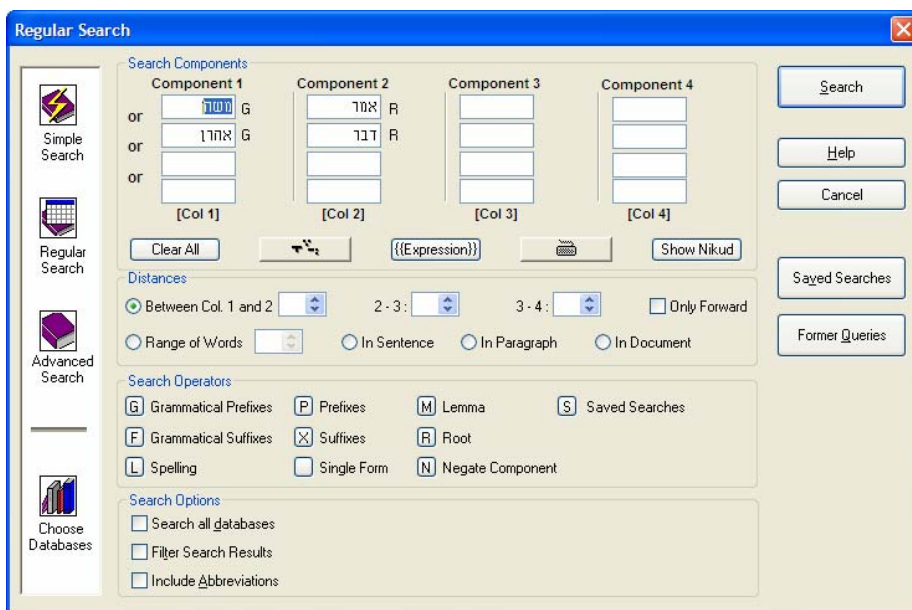 Regular Search
Simple
Search
Regular
Search
Advanced
Search
Choose
Databases
Search Components
Component 1 Component 2 Component 3 Component 4
משה G אמר R
or
אהרן G דבר R
or
or
[Col 1] [Col 2] [Col 3] [Col 4]
Clear All {{Expression}} Show Nikud
Distances
Between Col. 1 and 2 2 - 3 : 3 - 4 : Only Forward
Range of Words In Sentence In Paragraph In Document
Search Operators
G Grammatical Prefixes P Prefixes M Lemma S Saved Searches
F Grammatical Suffixes X Suffixes R Root
L Spelling Single Form N Negate Component
Search Options
Search all databases
Filter Search Results
Include Abbreviations
Search
Help
Cancel
Saved Searches
Former Queries